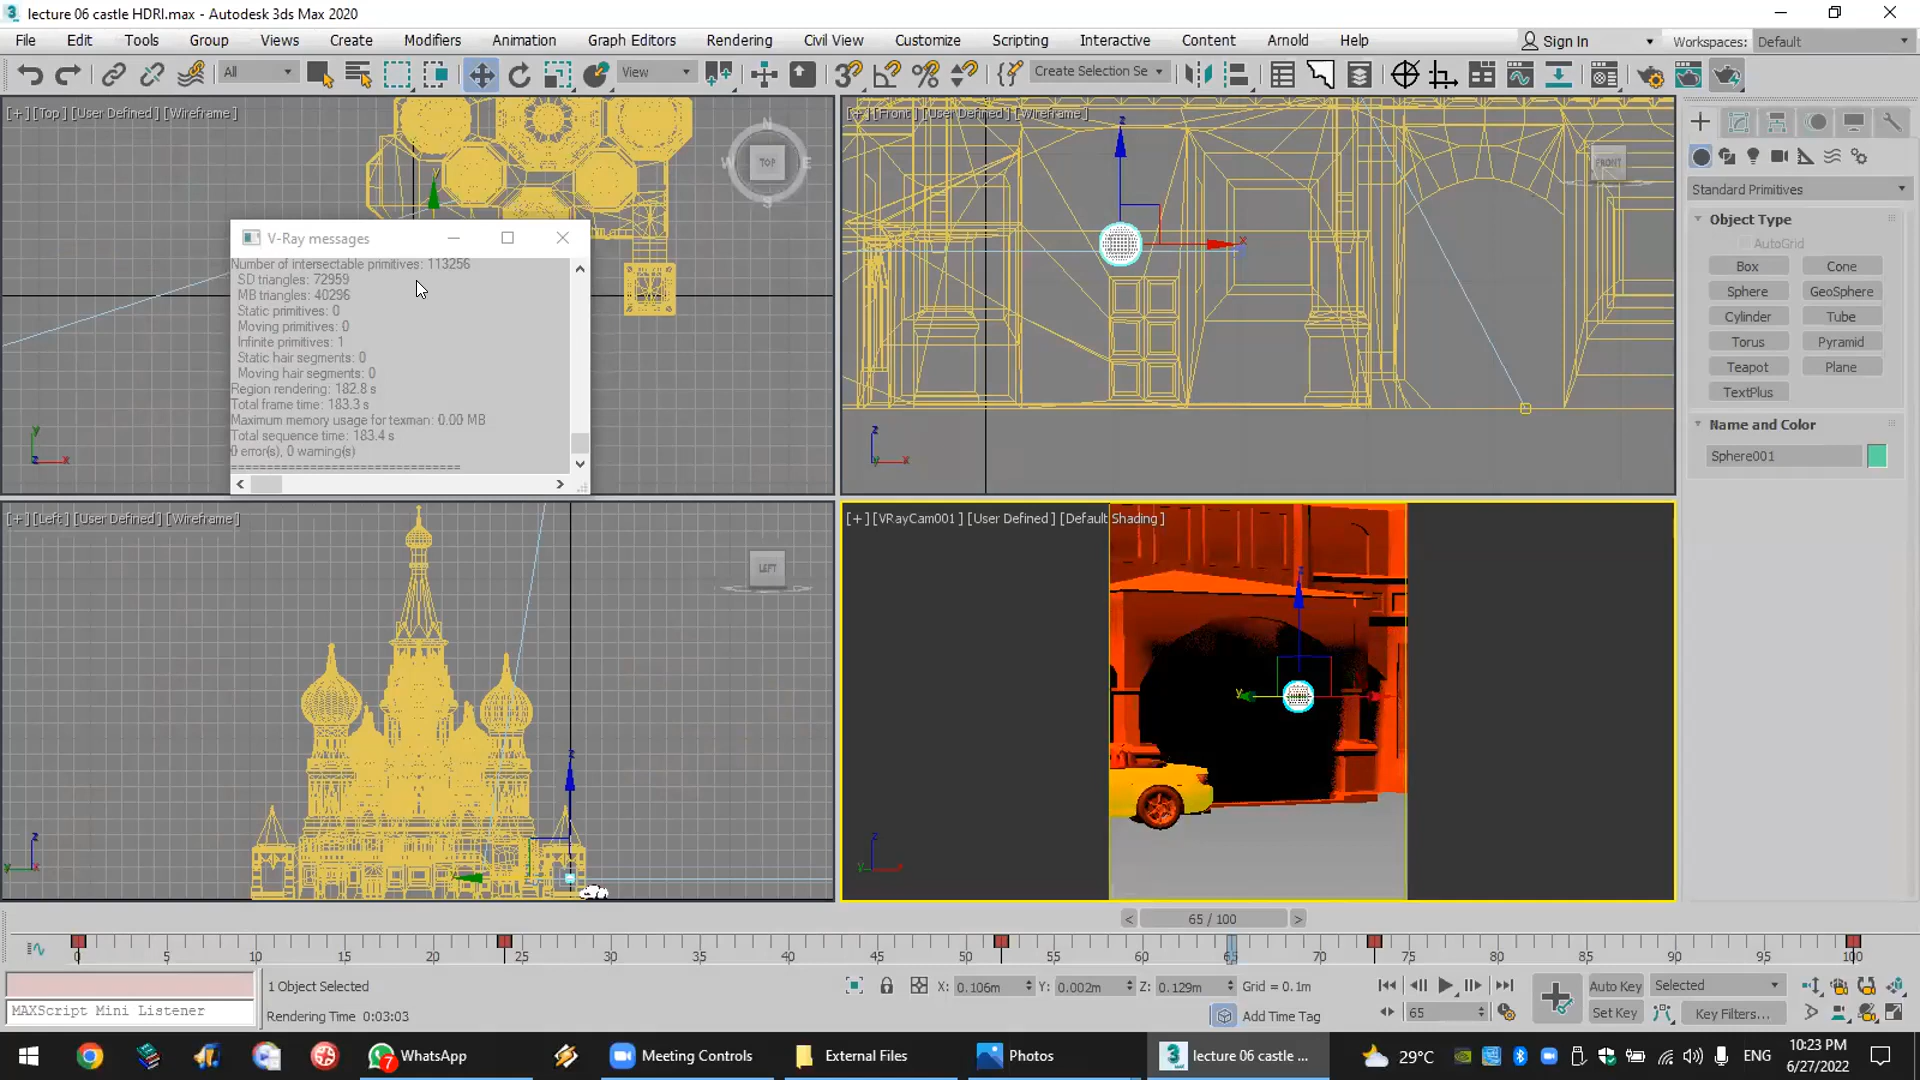 lecture 06 castle HDRI.max - Autodesk 3ds Max 2020
File Edit Tools Group Views Create Modifiers Animation Graph Editors Rendering Civil View Customize Scripting Interactive Content Arnold Help Sign In Workspaces: Default
All View Create Selection Se
[+] [Top] [User Defined] [Wireframe]
N
W TOP E
S
[+] [Front] [User Defined] [Wireframe]
FRONT
Standard Primitives
Object Type
AutoGrid
Box Cone
Sphere GeoSphere
Cylinder Tube
Torus Pyramid
Teapot Plane
TextPlus
Name and Color
Sphere001
V-Ray messages
Number of intersectable primitives: 113256
SD triangles: 72959
MB triangles: 40296
Static primitives: 0
Moving primitives: 0
Infinite primitives: 1
Static hair segments: 0
Moving hair segments: 0
Region rendering: 182.8 s
Total frame time: 183.3 s
Maximum memory usage for texman: 0.00 MB
Total sequence time: 183.4 s
0 error(s), 0 warning(s)
==============================
[+] [Left] [User Defined] [Wireframe]
LEFT
[+] [VRayCam001] [User Defined] [Default Shading]
< 65 / 100 >
0 5 10 15 20 25 30 35 40 45 50 55 60 65 70 75 80 85 90 95 100
1 Object Selected X: 0.106m Y: 0.002m Z: 0.129m Grid = 0.1m Auto Key Selected
MAXScript Mini Listener Rendering Time 0:03:03 Add Time Tag 65 Set Key Key Filters...
WhatsApp Meeting Controls External Files Photos lecture 06 castle ... 29°C ENG 10:23 PM
7 3 6/27/2022